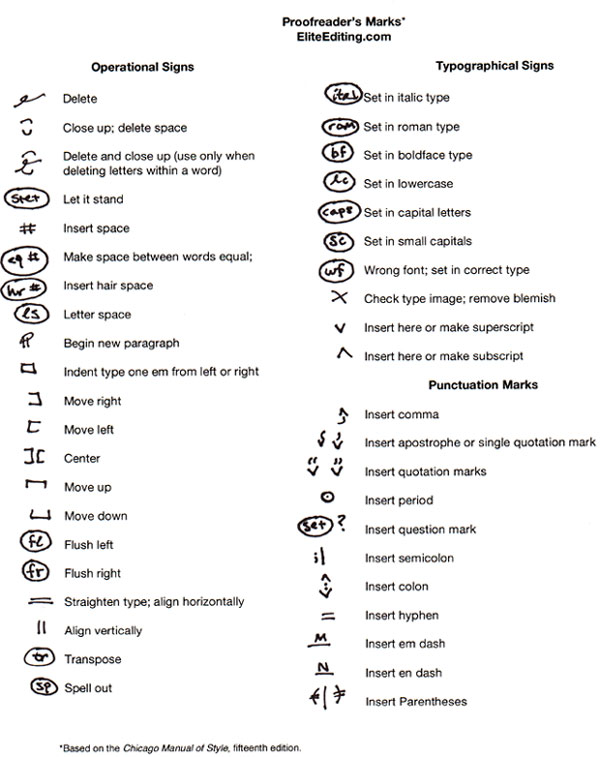 Proofreader's Marks*
EliteEditing.com
Operational Signs
Delete
Close up; delete space
Delete and close up (use only when
deleting letters within a word)
stet Let it stand
# Insert space
eq # Make space between words equal;
hr # Insert hair space
ls Letter space
Begin new paragraph
Indent type one em from left or right
Move right
Move left
Center
Move up
Move down
fl Flush left
fr Flush right
Straighten type; align horizontally
Align vertically
tr Transpose
sp Spell out
Typographical Signs
ital Set in italic type
rom Set in roman type
bf Set in boldface type
lc Set in lowercase
caps Set in capital letters
sc Set in small capitals
wf Wrong font; set in correct type
Check type image; remove blemish
Insert here or make superscript
Insert here or make subscript
Punctuation Marks
Insert comma
Insert apostrophe or single quotation mark
Insert quotation marks
Insert period
set ? Insert question mark
;| Insert semicolon
Insert colon
= Insert hyphen
M Insert em dash
N Insert en dash
Insert Parentheses
*Based on the Chicago Manual of Style, fifteenth edition.